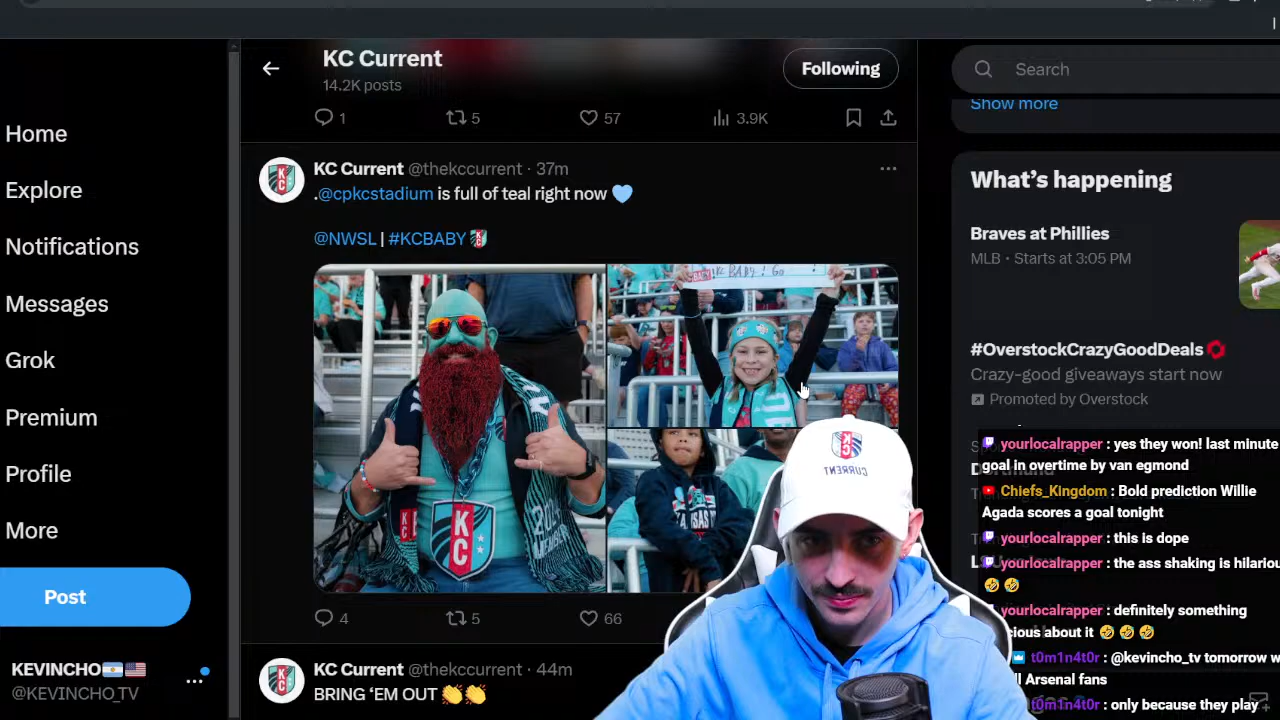 KC Current
14.2K posts
Following
Search
Show more
1
5
57
3.9K
Home
Explore
Notifications
Messages
Grok
Premium
Profile
More
Post
KEVINCHO🇦🇷🇺🇸
@KEVINCHO_TV
KC Current @thekccurrent · 37m
.@cpkcstadium is full of teal right now 🩵
@NWSL | #KCBABY
KC
KC
CURRENT
4
5
66
KC Current @thekccurrent · 44m
BRING ‘EM OUT 👏👏
What’s happening
Braves at Phillies
MLB · Starts at 3:05 PM
#OverstockCrazyGoodDeals
Crazy-good giveaways start now
Promoted by Overstock
yourlocalrapper : yes they won! last minute
goal in overtime by van egmond
Chiefs_Kingdom : Bold prediction Willie
Agada scores a goal tonight
yourlocalrapper : this is dope
yourlocalrapper : the ass shaking is hilariou
🤣 🤣
yourlocalrapper : definitely something
cious about it 🤣 🤣 🤣
t0m1n4t0r : @kevincho_tv tomorrow w
ll Arsenal fans
t0m1n4t0r : only because they play